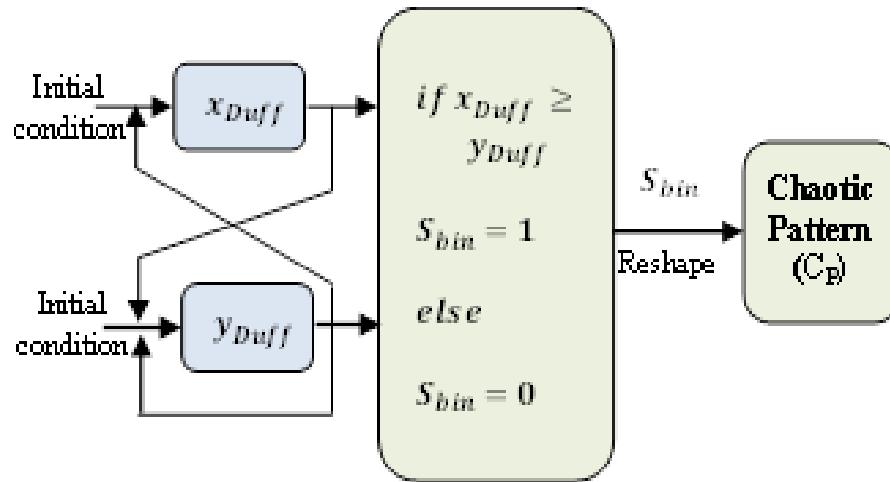 Initial
condition
x_Duff
Initial
condition
y_Duff
if x_Duff ≥
y_Duff
S_bin = 1
else
S_bin = 0
S_bin
Reshape
Chaotic
Pattern
(C_P)